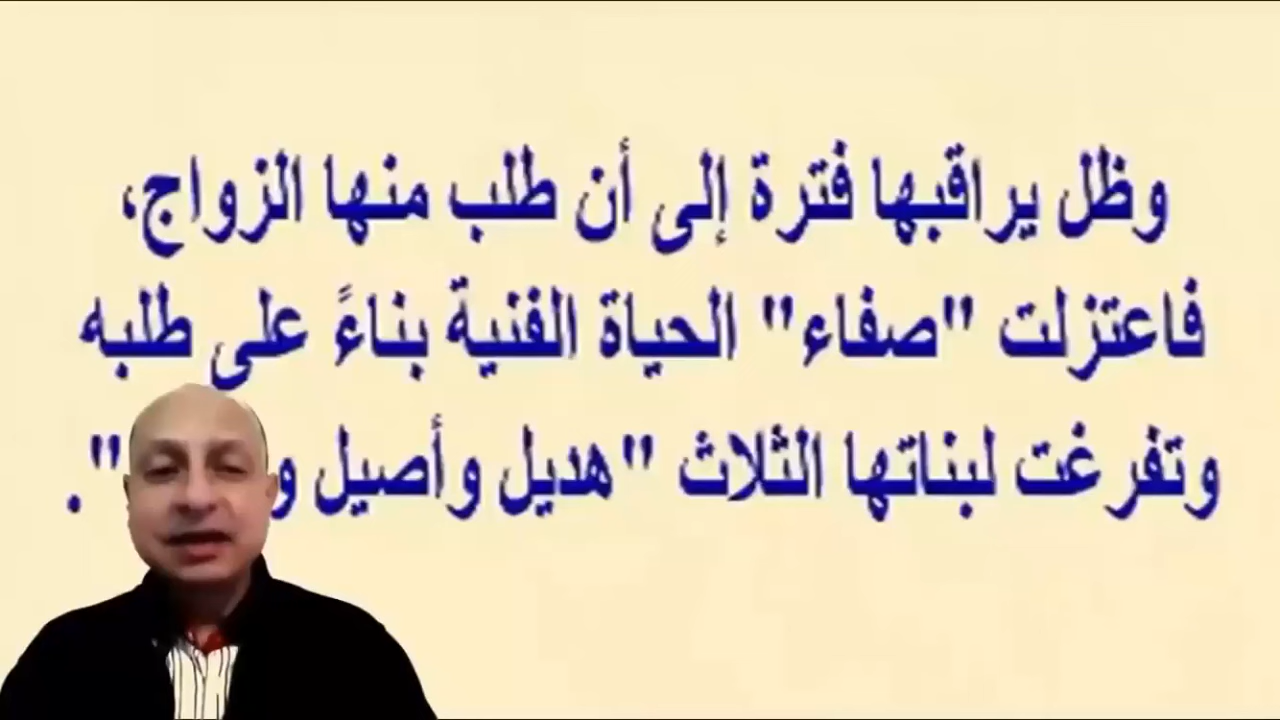 وظل يراقبها فترة إلى أن طلب منها الزواج،
فاعتزلت "صفاء" الحياة الفنية بناءً على طلبه
وتفرغت لبناتها الثلاث "هديل وأصيل و ".